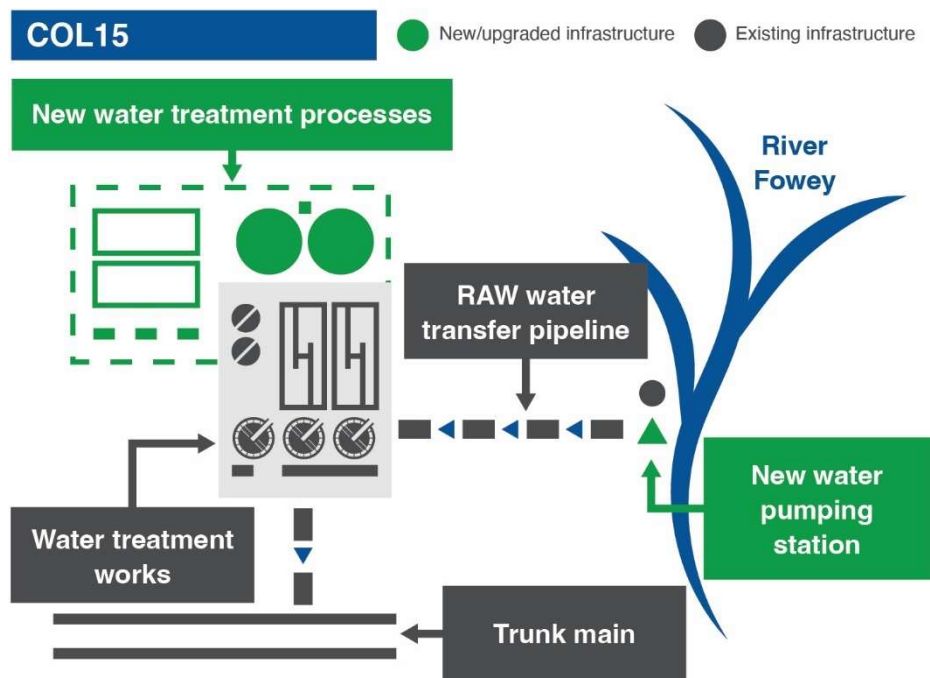 COL15
New/upgraded infrastructure
Existing infrastructure
New water treatment processes
River
Fowey
RAW water
transfer pipeline
New water
pumping
station
Water treatment
works
Trunk main